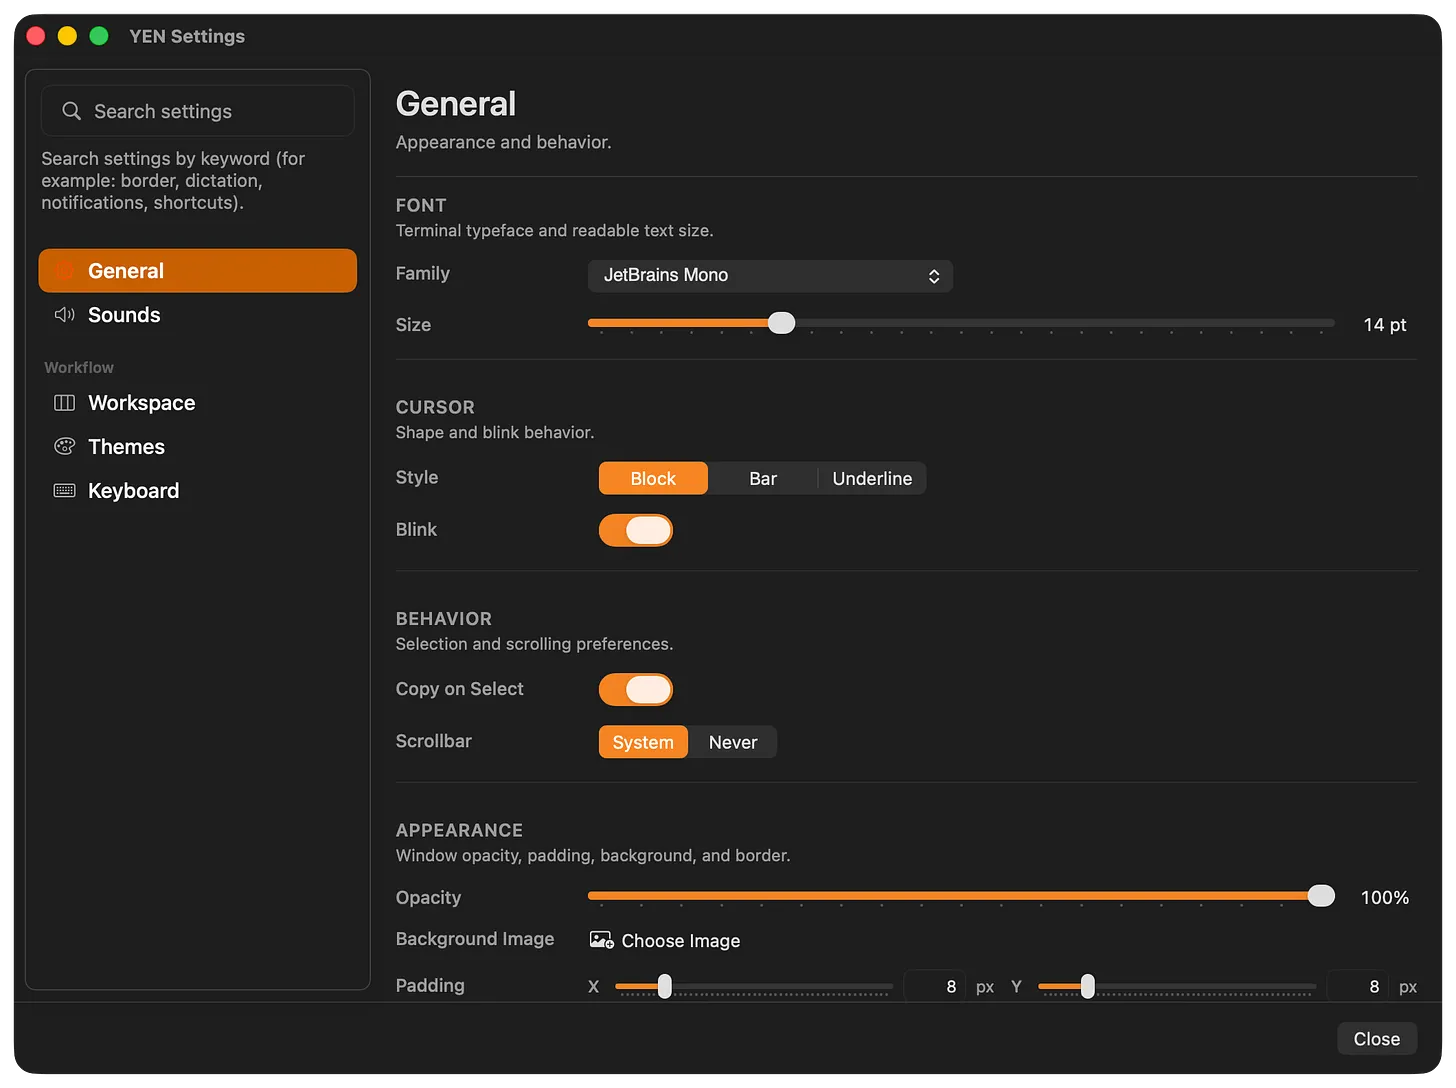 YEN Settings
Search settings
Search settings by keyword (for
example: border, dictation,
notifications, shortcuts).
General
Sounds
Workflow
Workspace
Themes
Keyboard
General
Appearance and behavior.
FONT
Terminal typeface and readable text size.
Family JetBrains Mono
Size 14 pt
CURSOR
Shape and blink behavior.
Style Block Bar Underline
Blink
BEHAVIOR
Selection and scrolling preferences.
Copy on Select
Scrollbar System Never
APPEARANCE
Window opacity, padding, background, and border.
Opacity 100%
Background Image Choose Image
Padding X 8 px Y 8 px
Close